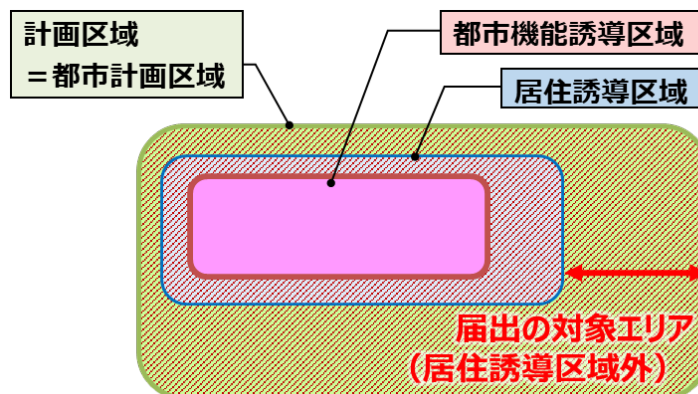 計画区域
＝都市計画区域
都市機能誘導区域
居住誘導区域
届出の対象エリア
（居住誘導区域外）